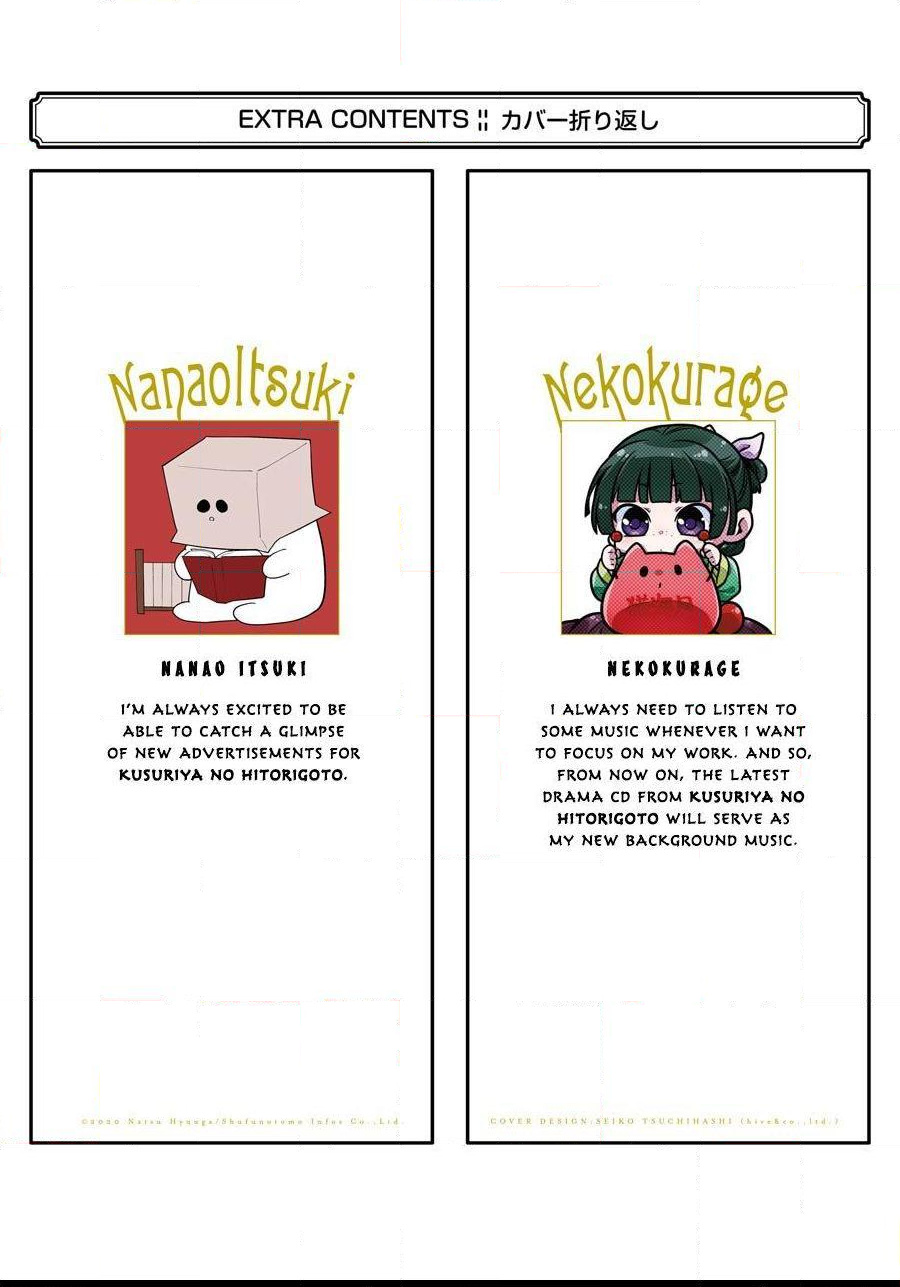 EXTRA CONTENTS ¦¦ カバー折り返し
NanaoItsuki
NANAO ITSUKI
I'M ALWAYS EXCITED TO BE
ABLE TO CATCH A GLIMPSE
OF NEW ADVERTISEMENTS FOR
KUSURIYA NO HITORIGOTO.
©2020 Natsu Hyuuga/Shufunotomo Infos Co.,Ltd.
Nekokurage
NEKOKURAGE
I ALWAYS NEED TO LISTEN TO
SOME MUSIC WHENEVER I WANT
TO FOCUS ON MY WORK. AND SO,
FROM NOW ON, THE LATEST
DRAMA CD FROM KUSURIYA NO
HITORIGOTO WILL SERVE AS
MY NEW BACKGROUND MUSIC.
COVER DESIGN:SEIKO TSUCHIHASHI (hive&co.,ltd.)